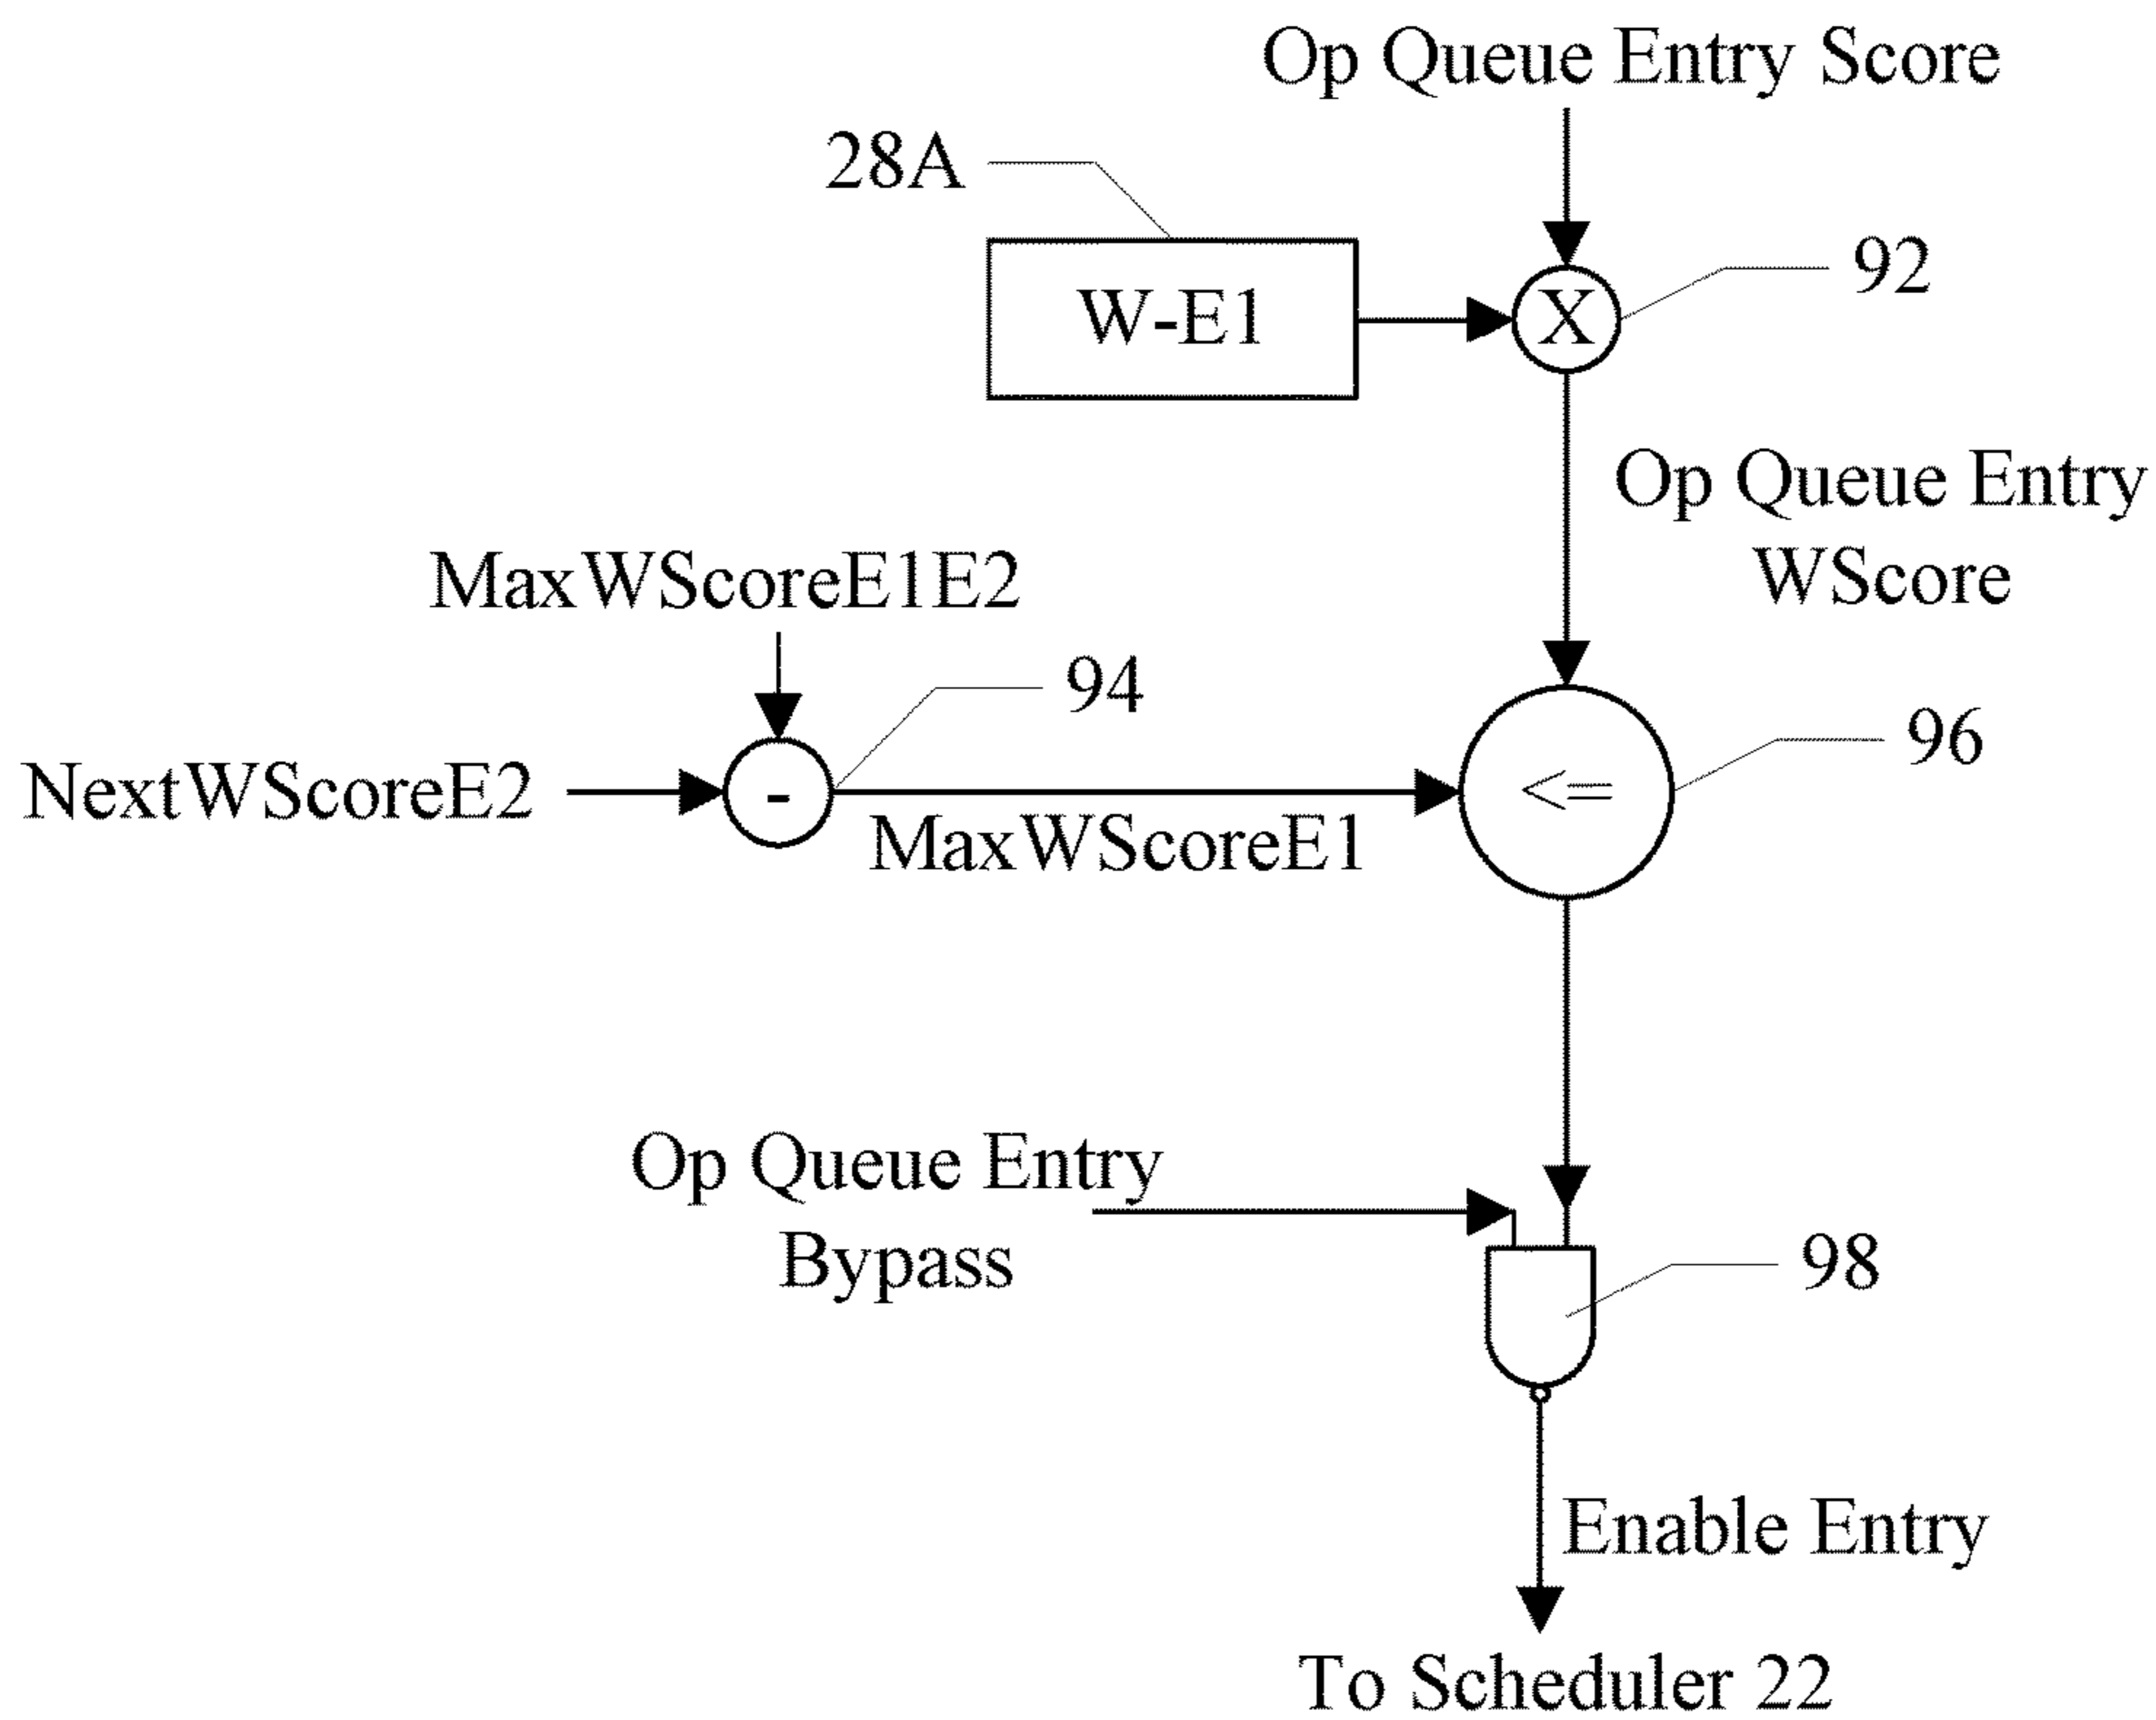 Op Queue Entry Score
28A
92
W-E1
X
Op Queue Entry
WScore
MaxWScoreE1E2
94
96
NextWScoreE2
-
<=
MaxWScoreE1
Op Queue Entry
Bypass
98
Enable Entry
To Scheduler 22